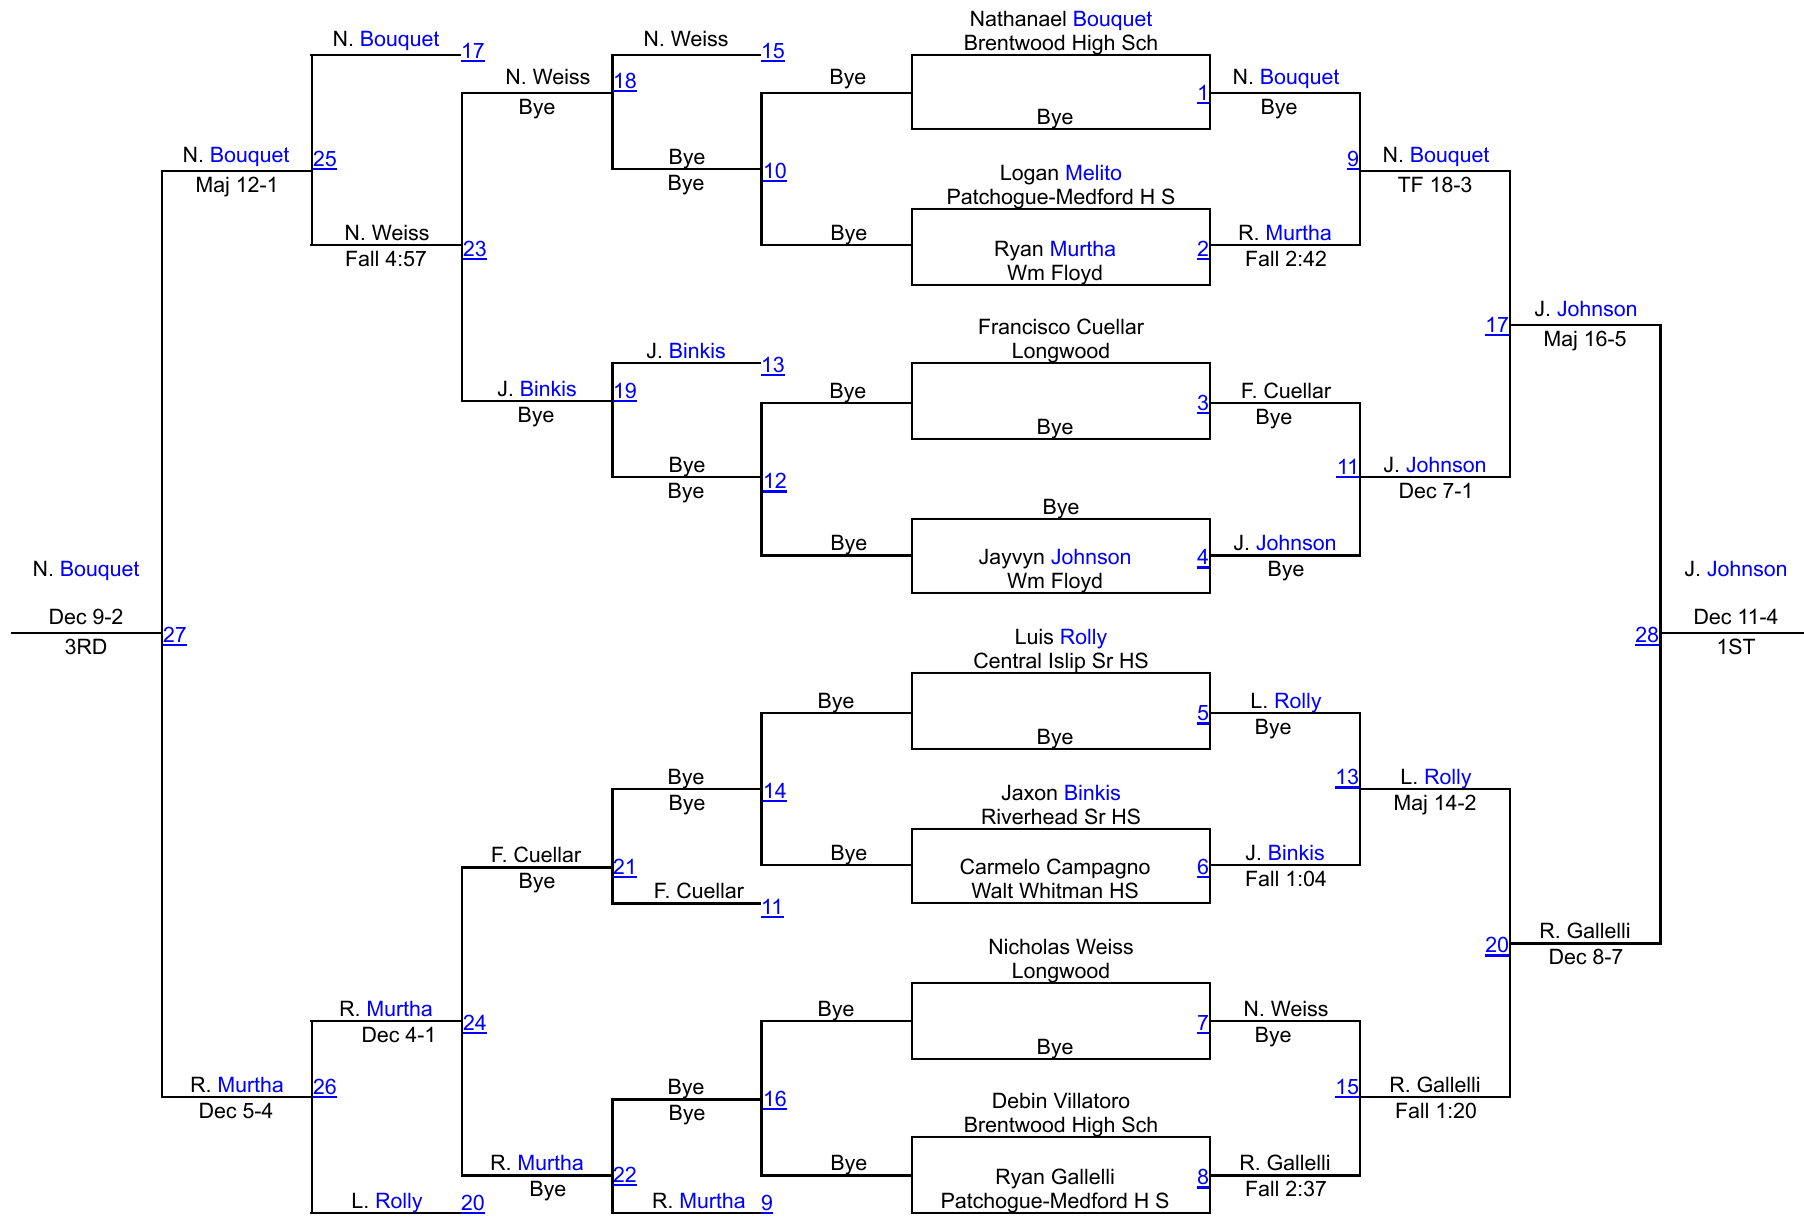 N. Bouquet
17
N. Weiss
Bye
18
N. Weiss
15
Bye
Bye
10
Bye
Bye
N. Bouquet
Maj 12-1
25
N. Weiss
Fall 4:57
23
J. Binkis
Bye
19
J. Binkis
13
Bye
Bye
12
Bye
Bye
N. Bouquet
Dec 9-2
3RD
27
F. Cuellar
Bye
21
Bye
Bye
14
Bye
Bye
F. Cuellar
11
R. Murtha
Dec 4-1
24
R. Murtha
Dec 5-4
26
L. Rolly
20
R. Murtha
Bye
22
Bye
Bye
16
Bye
Bye
R. Murtha
9
Nathanael Bouquet
Brentwood High Sch
Bye
1
N. Bouquet
Bye
Logan Melito
Patchogue-Medford H S
Ryan Murtha
Wm Floyd
2
R. Murtha
Fall 2:42
9
N. Bouquet
TF 18-3
Francisco Cuellar
Longwood
Bye
3
F. Cuellar
Bye
Bye
Jayvyn Johnson
Wm Floyd
4
J. Johnson
Bye
11
J. Johnson
Dec 7-1
17
J. Johnson
Maj 16-5
Luis Rolly
Central Islip Sr HS
Bye
5
L. Rolly
Bye
Jaxon Binkis
Riverhead Sr HS
Carmelo Campagno
Walt Whitman HS
6
J. Binkis
Fall 1:04
13
L. Rolly
Maj 14-2
Nicholas Weiss
Longwood
Bye
7
N. Weiss
Bye
Debin Villatoro
Brentwood High Sch
Ryan Gallelli
Patchogue-Medford H S
8
R. Gallelli
Fall 2:37
15
R. Gallelli
Fall 1:20
20
R. Gallelli
Dec 8-7
28
J. Johnson
Dec 11-4
1ST